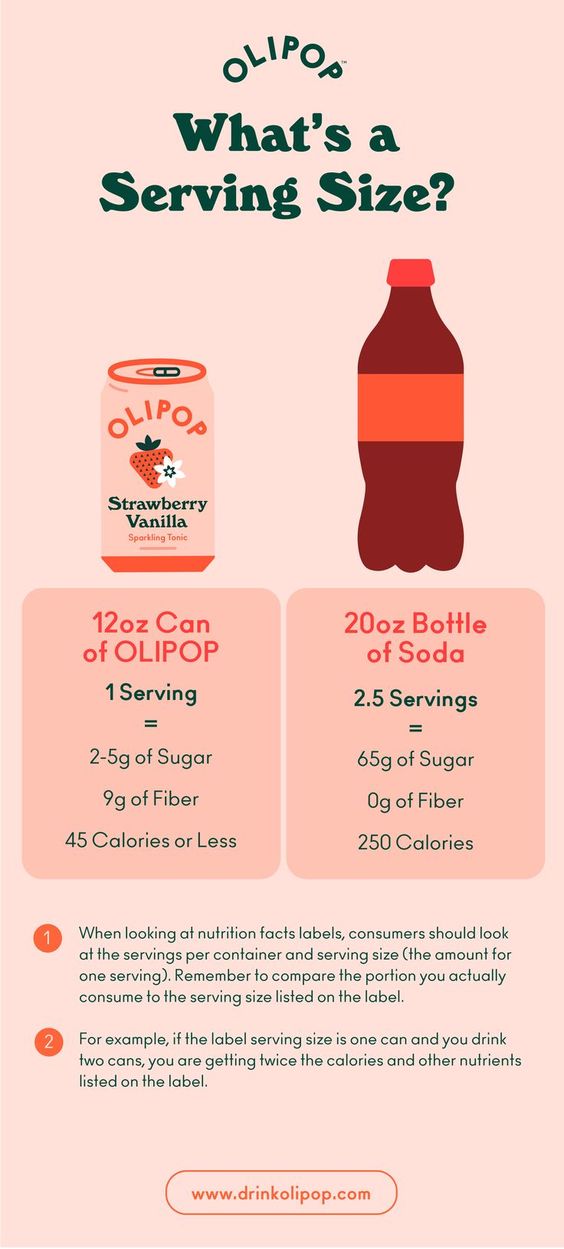 OLIPOP™
What's a
Serving Size?
OLIPOP
Strawberry
Vanilla
Sparkling Tonic
12oz Can
of OLIPOP
1 Serving
=
2-5g of Sugar
9g of Fiber
45 Calories or Less
20oz Bottle
of Soda
2.5 Servings
=
65g of Sugar
0g of Fiber
250 Calories
1
When looking at nutrition facts labels, consumers should look
at the servings per container and serving size (the amount for
one serving). Remember to compare the portion you actually
consume to the serving size listed on the label.
2
For example, if the label serving size is one can and you drink
two cans, you are getting twice the calories and other nutrients
listed on the label.
www.drinkolipop.com